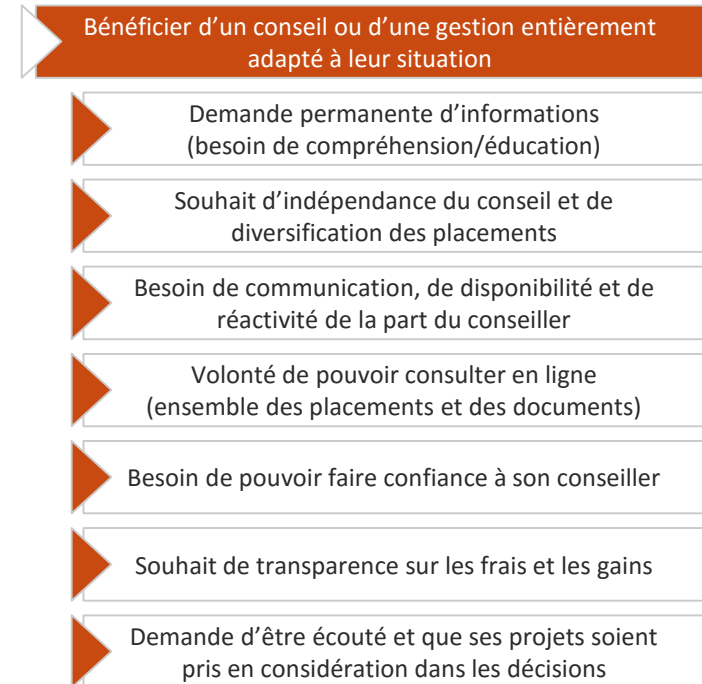 Bénéficier d’un conseil ou d’une gestion entièrement
adapté à leur situation
Demande permanente d’informations
(besoin de compréhension/éducation)
Souhait d’indépendance du conseil et de
diversification des placements
Besoin de communication, de disponibilité et de
réactivité de la part du conseiller
Volonté de pouvoir consulter en ligne
(ensemble des placements et des documents)
Besoin de pouvoir faire confiance à son conseiller
Souhait de transparence sur les frais et les gains
Demande d’être écouté et que ses projets soient
pris en considération dans les décisions